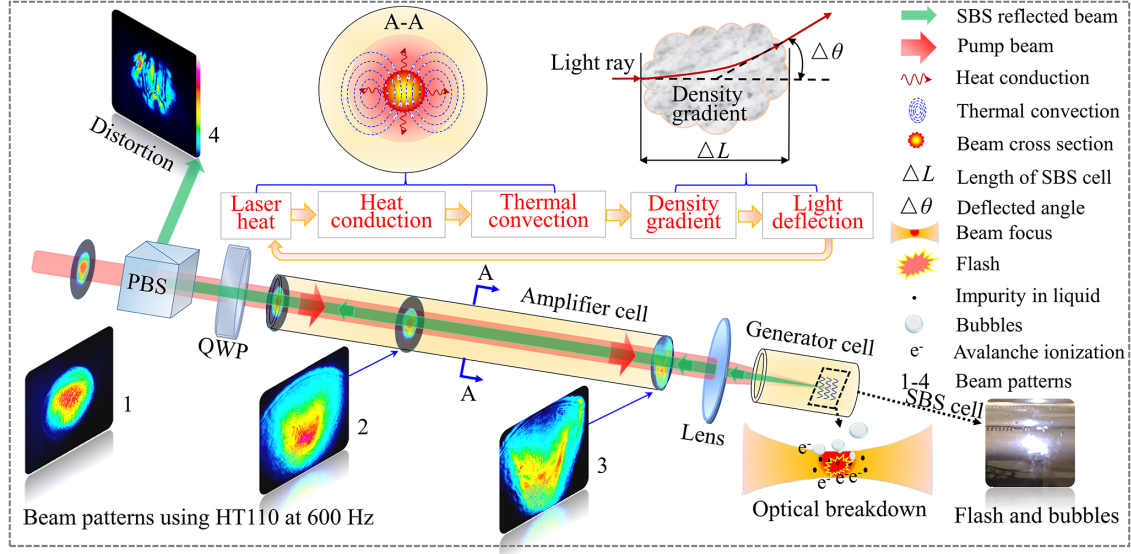 A-A
Light ray
△θ
Density
gradient
△L
SBS reflected beam
Pump beam
Heat conduction
Thermal convection
Beam cross section
△L Length of SBS cell
△θ Deflected angle
Beam focus
Flash
Impurity in liquid
Bubbles
e- Avalanche ionization
1-4 Beam patterns
4
Distortion
Laser
heat
Heat
conduction
Thermal
convection
Density
gradient
Light
deflection
PBS
QWP
A
A
Amplifier cell
Generator cell
SBS cell
Lens
1
2
3
e-
e-
e-
e-
Optical breakdown
Flash and bubbles
Beam patterns using HT110 at 600 Hz